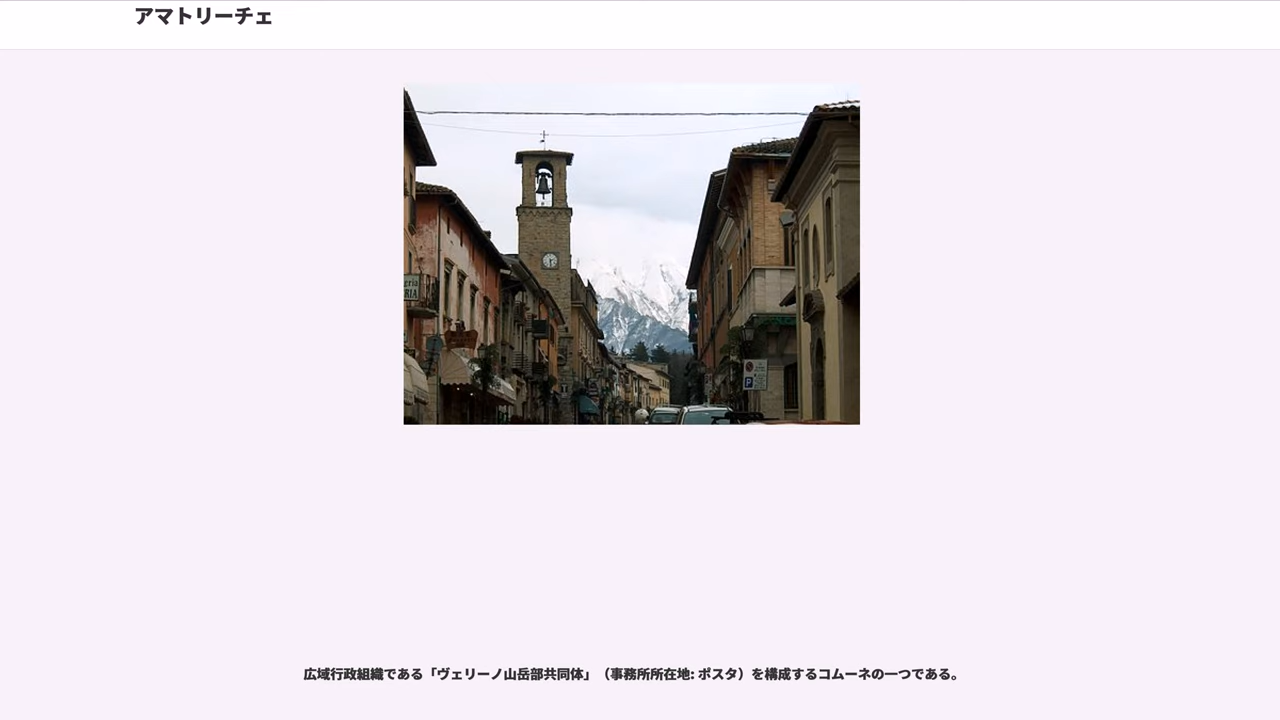 アマトリーチェ
RIA
P
広域行政組織である「ヴェリーノ山岳部共同体」（事務所所在地: ポスタ）を構成するコムーネの一つである。